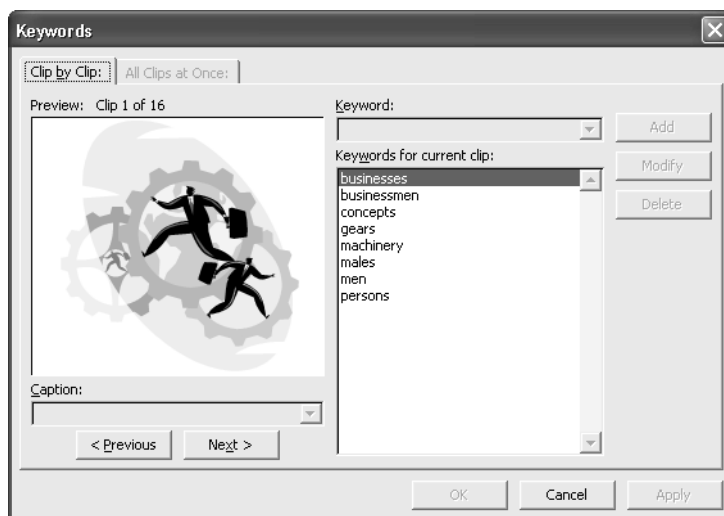 Keywords
Clip by Clip:
All Clips at Once:
Preview: Clip 1 of 16
Caption:
< Previous
Next >
Keyword:
Keywords for current clip:
businesses
businessmen
concepts
gears
machinery
males
men
persons
Add
Modify
Delete
OK
Cancel
Apply